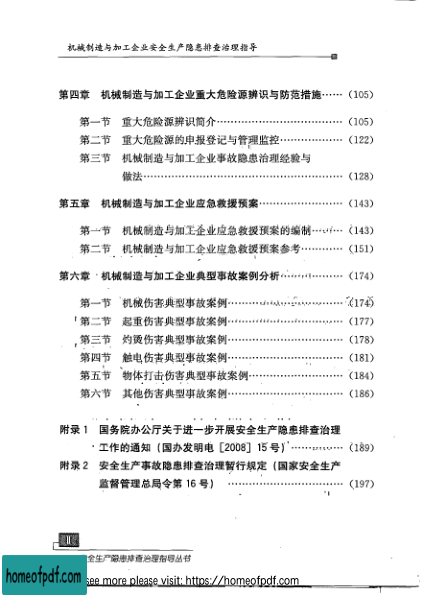 机械制造与加工企业安全生产隐患排查治理指导
第四章 机械制造与加工企业重大危险源辨识与防范措施……（105）
第一节 重大危险源辨识简介………………………………（105）
第二节 重大危险源的申报登记与管理监控………………（122）
第三节 机械制造与加工企业事故隐患治理经验与
做法…………………………………………………（128）
第五章 机械制造与加工企业应急救援预案…………………（143）
第一节 机械制造与加工企业应急救援预案的编制………（143）
第二节 机械制造与加工企业应急救援预案参考…………（151）
第六章 机械制造与加工企业典型事故案例分析……………（174）
第一节 机械伤害典型事故案例……………………………（174）
第二节 起重伤害典型事故案例……………………………（177）
第三节 灼烫伤害典型事故案例……………………………（178）
第四节 触电伤害典型事故案例……………………………（181）
第五节 物体打击伤害典型事故案例………………………（184）
第六节 其他伤害典型事故案例……………………………（186）
附录1 国务院办公厅关于进一步开展安全生产隐患排查治理
工作的通知（国办发明电［2008］15号）……………（189）
附录2 安全生产事故隐患排查治理暂行规定（国家安全生产
监督管理总局令第16号） ……………………………（197）
全生产隐患排查治理指导丛书
homeofpdf.com
see more please visit: https://homeofpdf.com